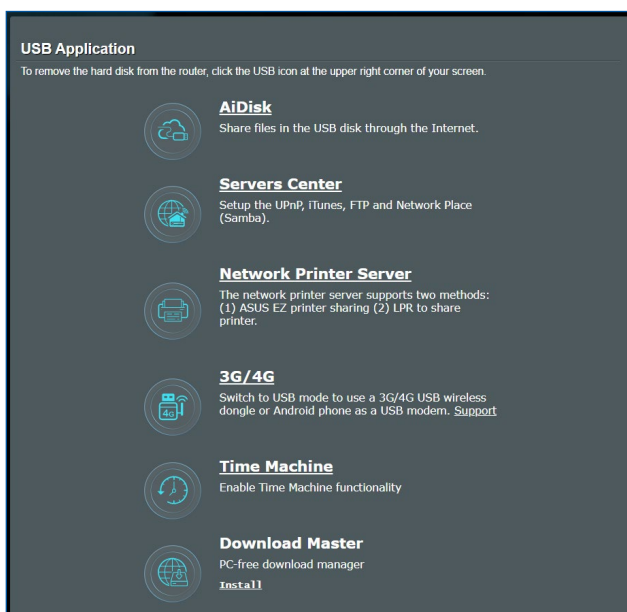 USB Application
To remove the hard disk from the router, click the USB icon at the upper right corner of your screen.
AiDisk
Share files in the USB disk through the Internet.
Servers Center
Setup the UPnP, iTunes, FTP and Network Place
(Samba).
Network Printer Server
The network printer server supports two methods:
(1) ASUS EZ printer sharing (2) LPR to share
printer.
4G
3G/4G
Switch to USB mode to use a 3G/4G USB wireless
dongle or Android phone as a USB modem. Support
Time Machine
Enable Time Machine functionality
Download Master
PC-free download manager
Install